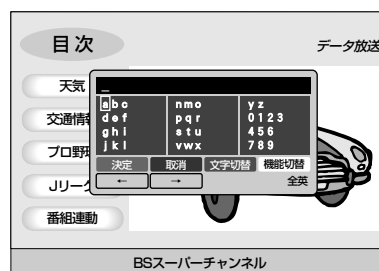 目次
データ放送
天気
交通情
プロ野
Jリー
番組連動
_
abc nmo yz
def pqr 0123
ghi stu 456
jkl vwx 789
決定 取消 文字切替 機能切替
← → 全英
BSスーパーチャンネル